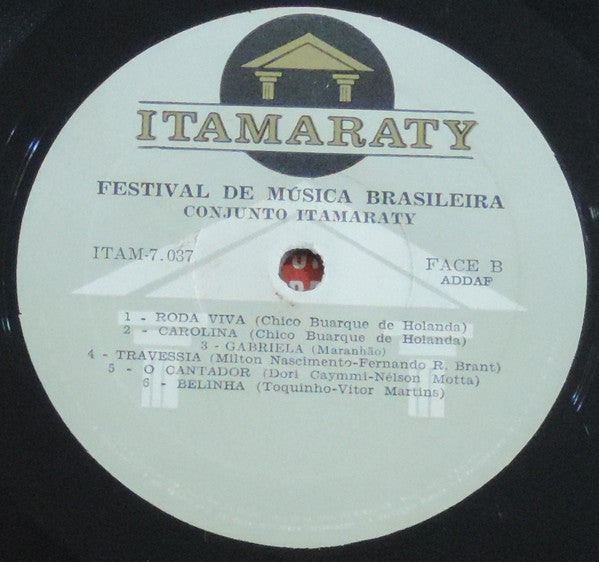 ITAMARATY
FESTIVAL DE MÚSICA BRASILEIRA
CONJUNTO ITAMARATY
ITAM-7.037
FACE B
ADDAF
1 - RODA VIVA (Chico Buarque de Holanda)
2 - CAROLINA (Chico Buarque de Holanda)
3 - GABRIELA (Maranhão)
4 - TRAVESSIA (Milton Nascimento-Fernando R. Brant)
5 - O CANTADOR (Dori Caymmi-Nélson Motta)
6 - BELINHA (Toquinho-Vitor Martins)